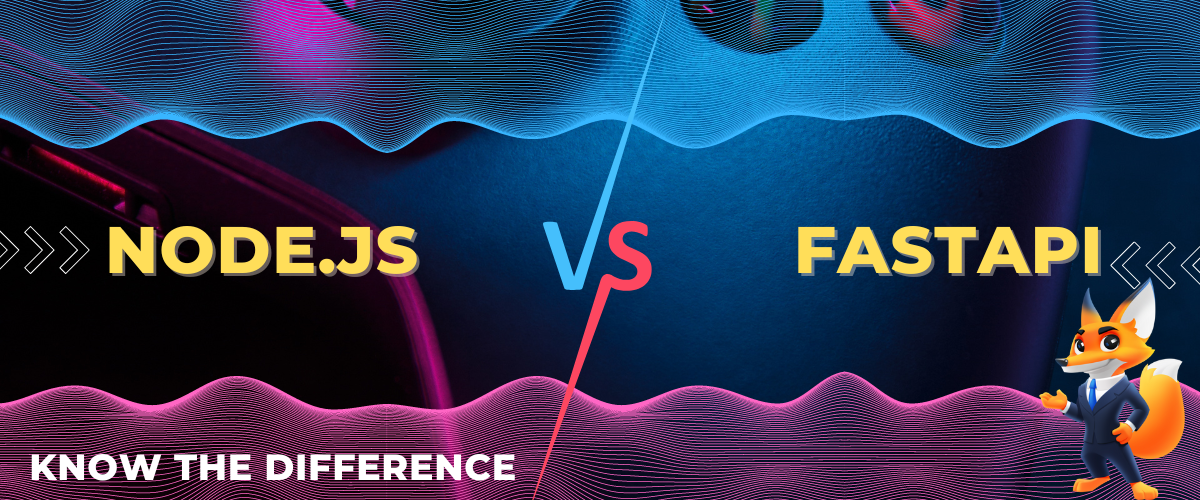 NODE.JS
VS
FASTAPI
KNOW THE DIFFERENCE